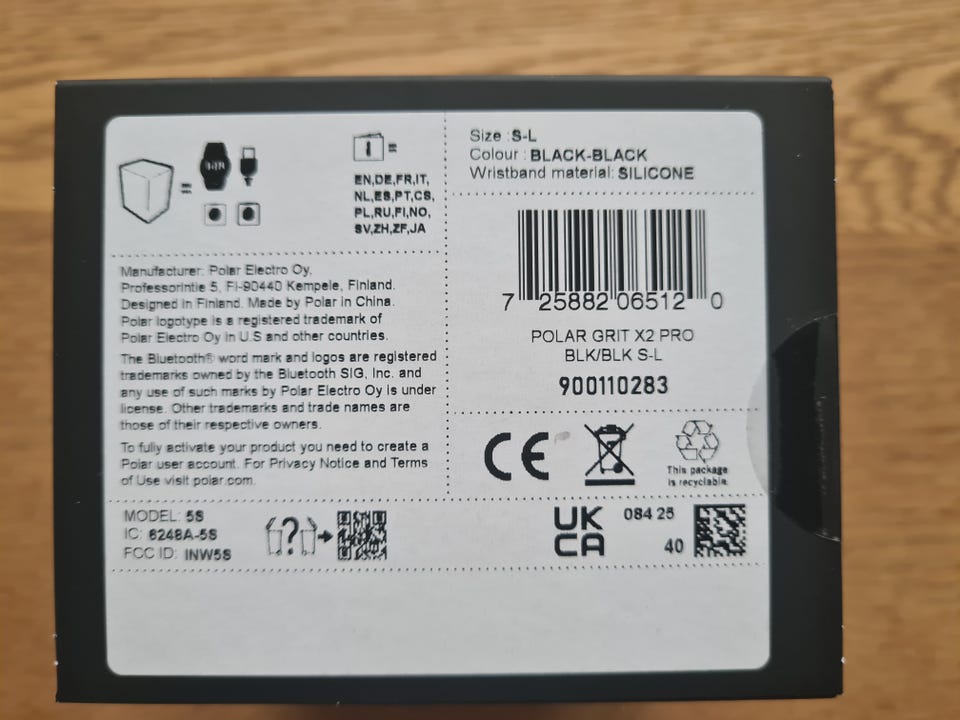 EN,DE,FR,IT,
NL,ES,PT,CS,
PL,RU,FI,NO,
SV,ZH,ZF,JA
Size : S-L
Colour : BLACK-BLACK
Wristband material: SILICONE
7 25882 06512 0
POLAR GRIT X2 PRO
BLK/BLK S-L
900110283
Manufacturer: Polar Electro Oy,
Professorintie 5, FI-90440 Kempele, Finland.
Designed in Finland. Made by Polar in China.
Polar logotype is a registered trademark of
Polar Electro Oy in U.S and other countries.
The Bluetooth® word mark and logos are registered
trademarks owned by the Bluetooth SIG, Inc. and
any use of such marks by Polar Electro Oy is under
license. Other trademarks and trade names are
those of their respective owners.
To fully activate your product you need to create a
Polar user account. For Privacy Notice and Terms
of Use visit polar.com.
CE
This package
is recyclable.
MODEL: 5S
IC: 6248A-5S
FCC ID: INW5S
?
UK
CA
084 25
40